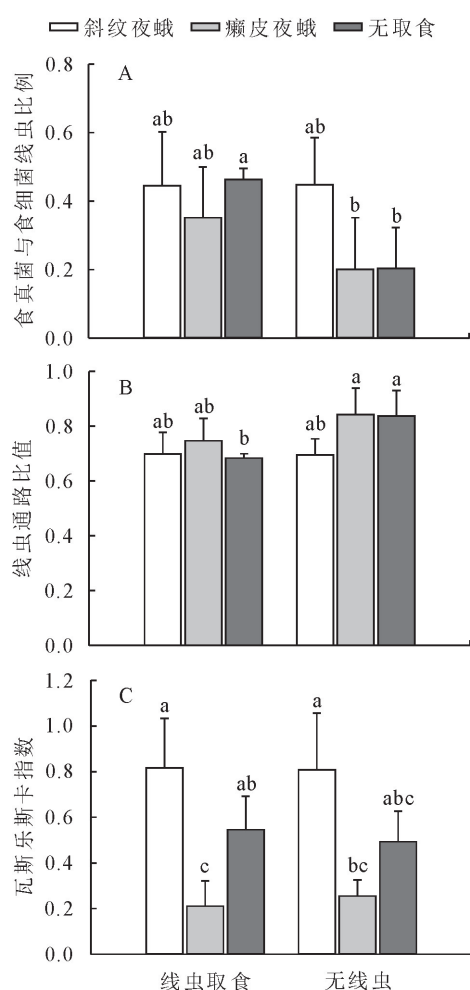 斜纹夜蛾 癞皮夜蛾 无取食
食真菌与食细菌线虫比例
0.8
0.6
0.4
0.2
0.0
A
ab ab a ab b b
线虫通路比值
1.0
0.8
0.6
0.4
0.2
0.0
B
ab ab b ab a a
瓦斯乐斯卡指数
1.2
1.0
0.8
0.6
0.4
0.2
0.0
C
a c ab a bc abc
线虫取食 无线虫